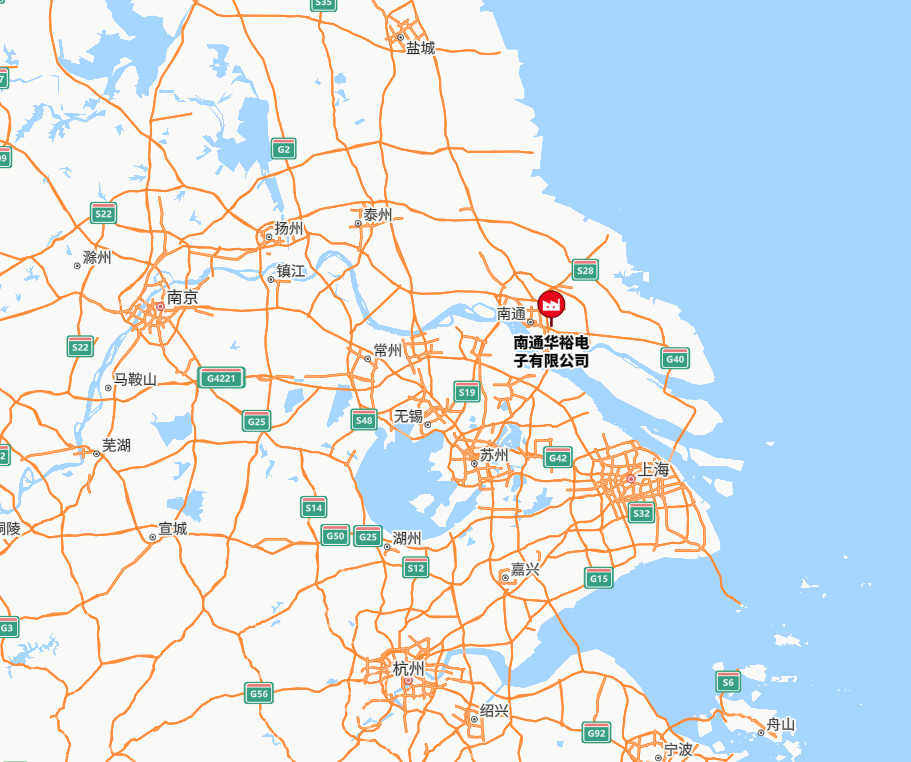 S35
盐城
G2
S22
泰州
扬州
滁州
S28
镇江
南京
南通
南通华裕电
子有限公司
S22
常州
G40
马鞍山
G4221
S19
无锡
G25
S48
芜湖
苏州
G42
上海
S14
S32
宣城
G50
G25
湖州
S12
嘉兴
G15
G3
杭州
S6
G56
绍兴
舟山
G92
宁波